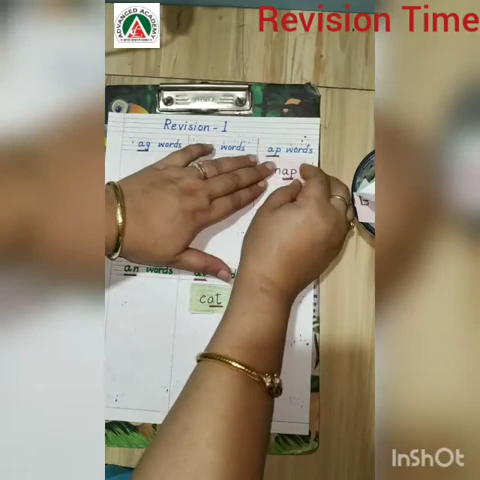 ADVANCED ACADEMY
Revision Time
Revision - 1
ag words
words
ap words
nap
an words
cat
InShOt